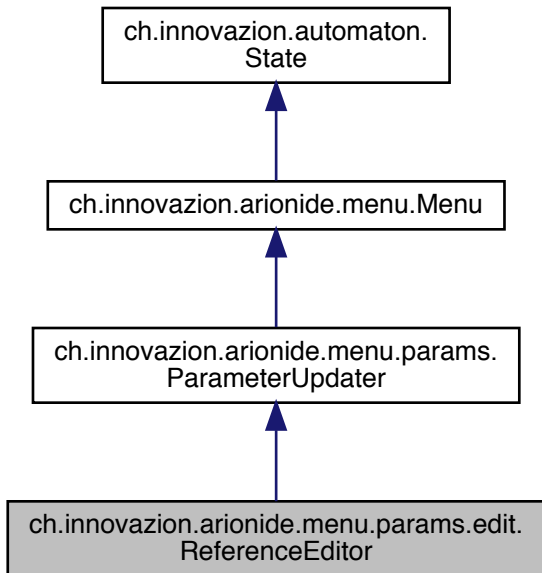 ch.innovazion.automaton.
State
ch.innovazion.arionide.menu.Menu
ch.innovazion.arionide.menu.params.
ParameterUpdater
ch.innovazion.arionide.menu.params.edit.
ReferenceEditor